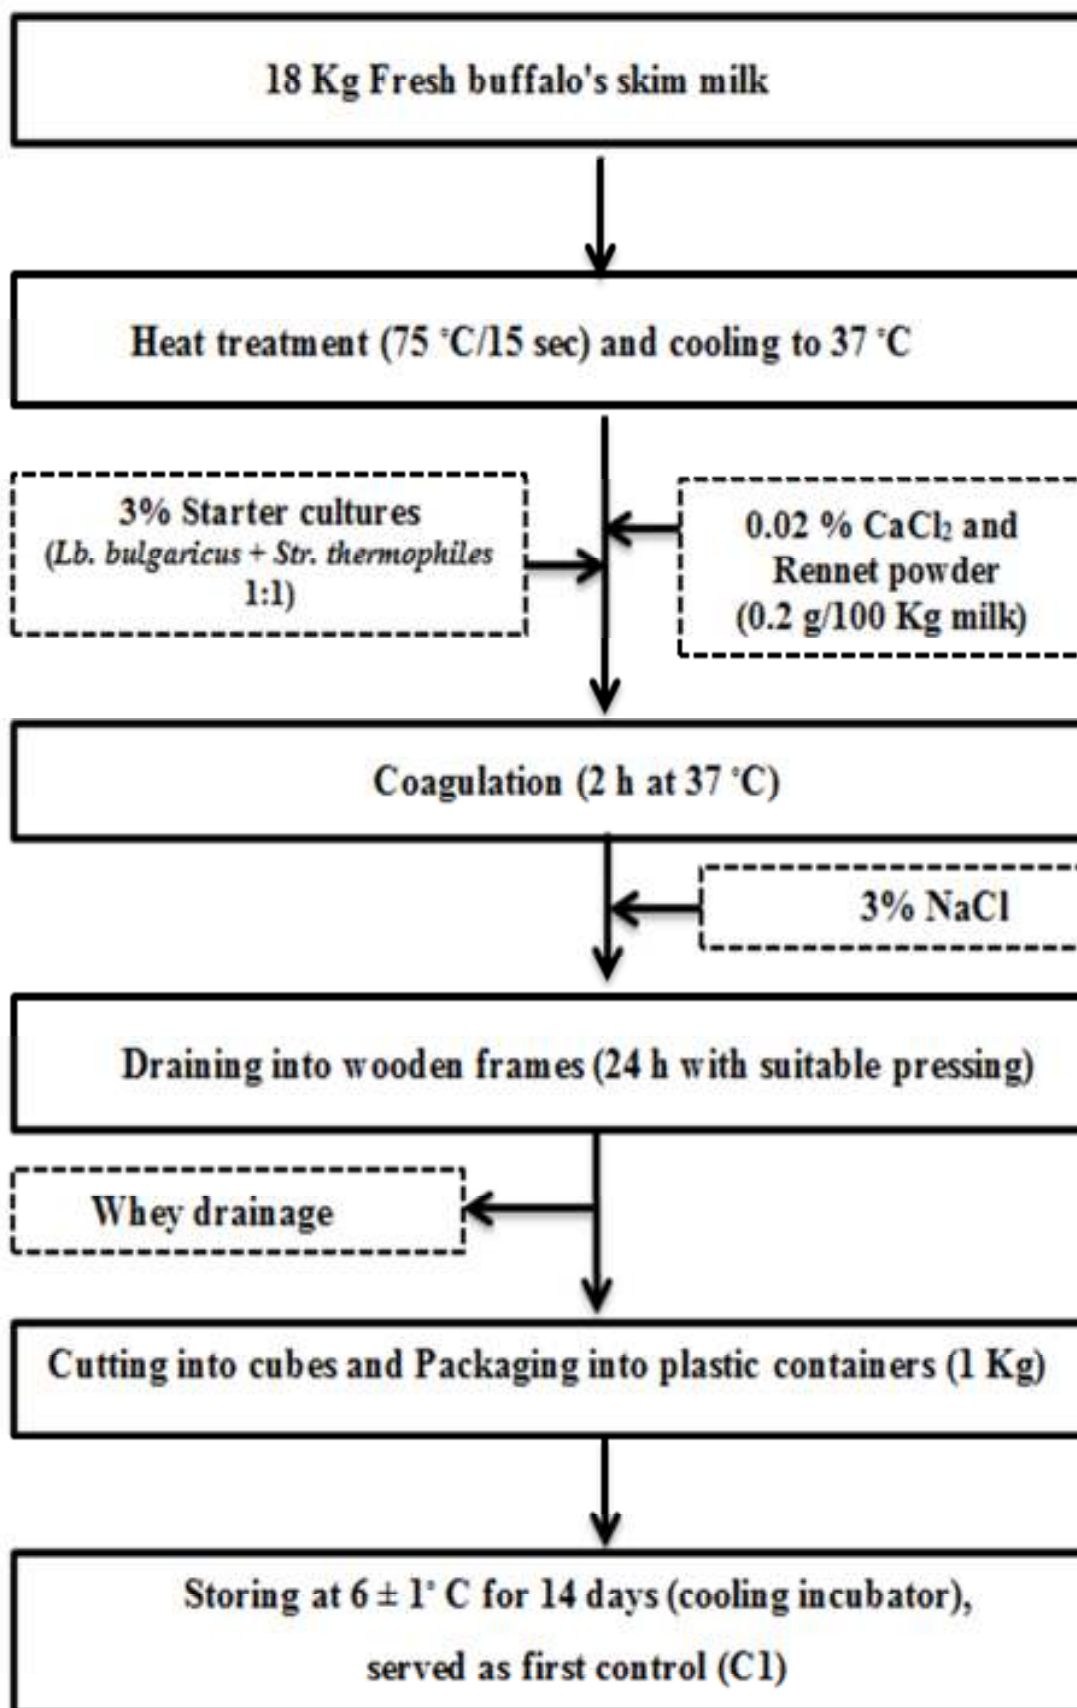 18 Kg Fresh buffalo's skim milk
Heat treatment (75 °C/15 sec) and cooling to 37 °C
3% Starter cultures
(Lb. bulgaricus + Str. thermophiles
1:1)
0.02 % CaCl₂ and
Rennet powder
(0.2 g/100 Kg milk)
Coagulation (2 h at 37 °C)
3% NaCl
Draining into wooden frames (24 h with suitable pressing)
Whey drainage
Cutting into cubes and Packaging into plastic containers (1 Kg)
Storing at 6 ± 1° C for 14 days (cooling incubator),
served as first control (C1)